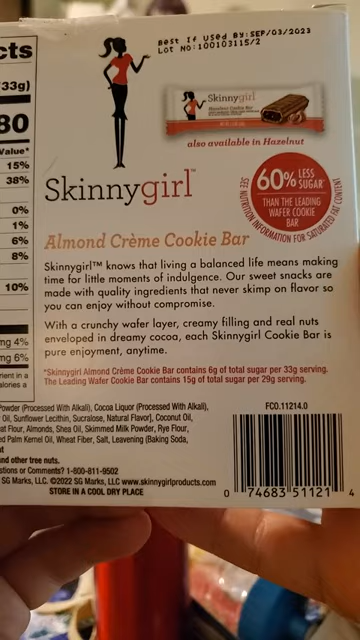 Best If Used By:SEP/03/2023
Lot No:100103115/2
cts
33g)
80
Value*
15%
38%
0%
1%
6%
8%
10%
mg 4%
mg 6%
Skinnygirl
also available in Hazelnut
Skinnygirl™
60% LESS SUGAR*
THAN THE LEADING WAFER COOKIE BAR
SEE NUTRITION INFORMATION FOR SATURATED FAT CONTENT
Almond Crème Cookie Bar
Skinnygirl™ knows that living a balanced life means making
time for little moments of indulgence. Our sweet snacks are
made with quality ingredients that never skimp on flavor so
you can enjoy without compromise.
With a crunchy wafer layer, creamy filling and real nuts
enveloped in dreamy cocoa, each Skinnygirl Cookie Bar is
pure enjoyment, anytime.
*Skinnygirl Almond Crème Cookie Bar contains 6g of total sugar per 33g serving.
The Leading Wafer Cookie Bar contains 15g of total sugar per 29g serving.
Powder (Processed With Alkali), Cocoa Liquor (Processed With Alkali),
Oil, Sunflower Lecithin, Sucralose, Natural Flavor], Coconut Oil,
at Flour, Almonds, Shea Oil, Skimmed Milk Powder, Rye Flour,
ed Palm Kernel Oil, Wheat Fiber, Salt, Leavening (Baking Soda,
and other tree nuts.
stions or Comments? 1-800-811-9502
SG Marks, LLC. ©2022 SG Marks, LLC www.skinnygirlproducts.com
STORE IN A COOL DRY PLACE
FCO.11214.0
0 74683 51121 4